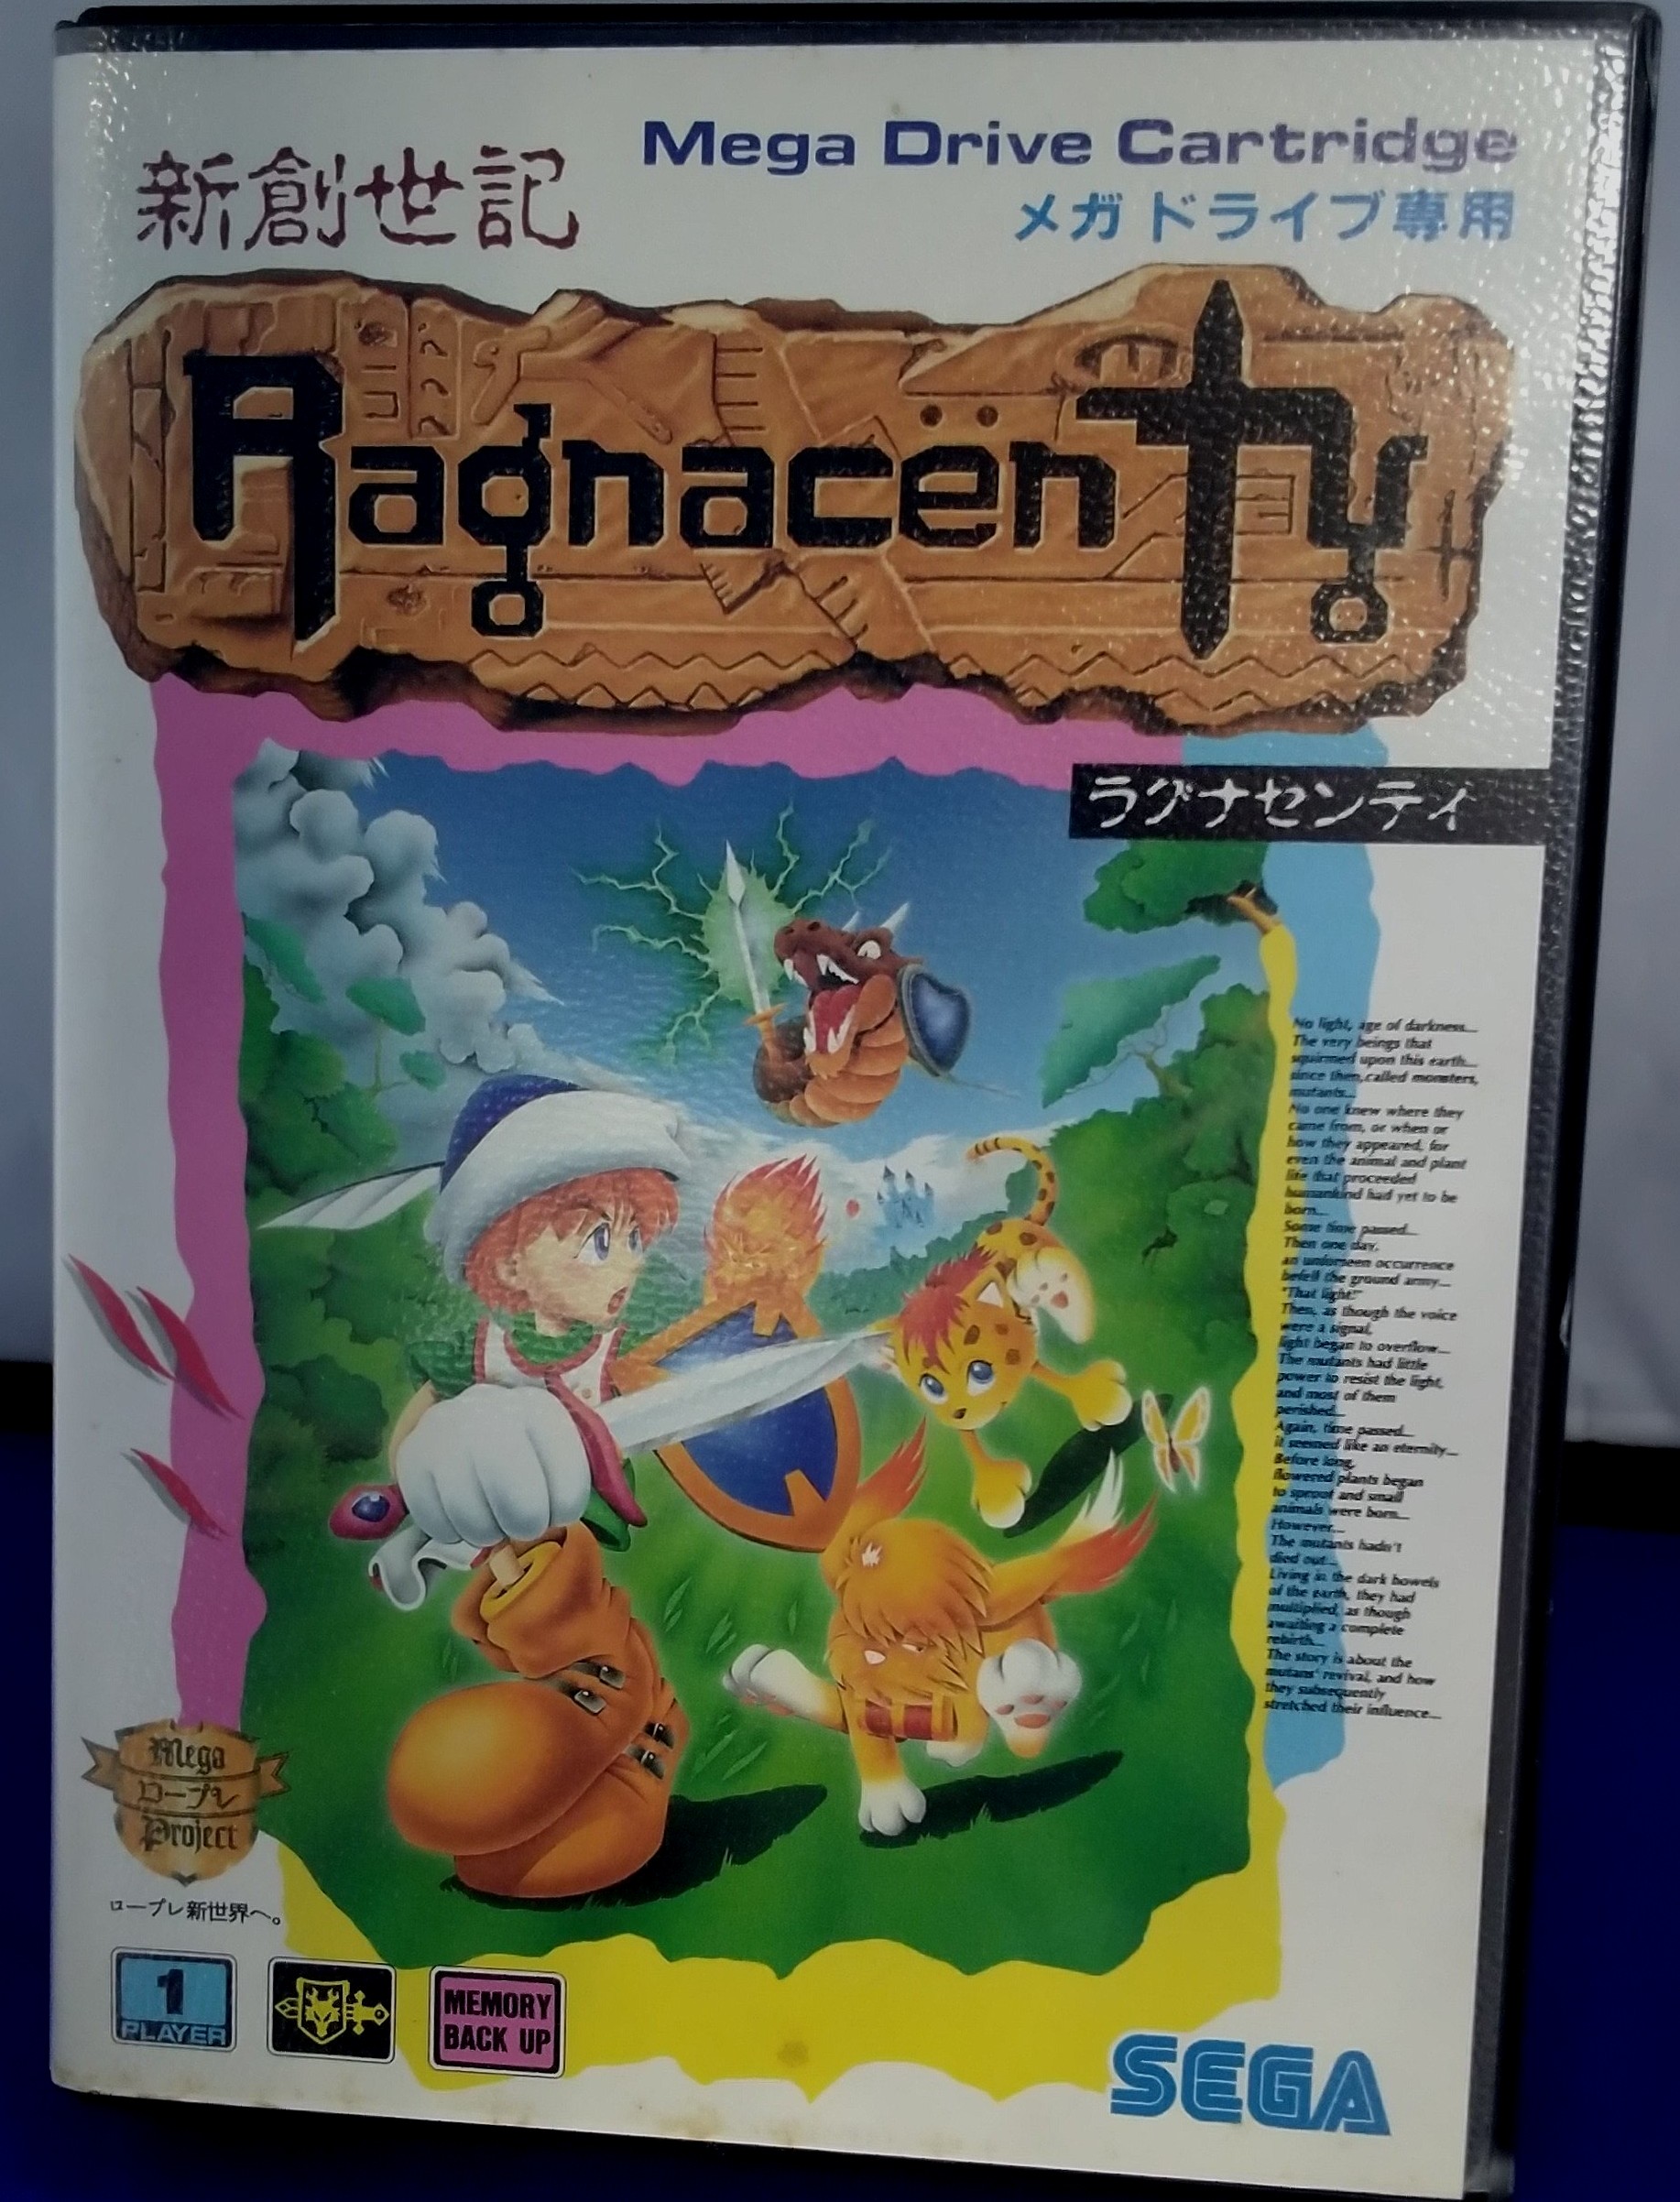 Mega Drive Cartridge
新創世記
メガドライブ専用
Ragnacënty
ラグナセンティ
No light, age of darkness...
The very beings that
squirmed upon this earth...
since then,called monsters,
mutants...
No one knew where they
came from, or when or
how they appeared, for
even the animal and plant
life that proceeded
humankind had yet to be
born...
Some time passed...
Then one day,
an unforseen occurrence
befell the ground army...
"That light!"
Then, as though the voice
were a signal,
light began to overflow...
The mutants had little
power to resist the light,
and most of them
perished...
Again, time passed...
it seemed like an eternity...
Before long,
flowered plants began
to sprout and small
animals were born...
However...
The mutants hadn't
died out...
Living in the dark bowels
of the earth, they had
multiplied, as though
awaiting a complete
rebirth...
The story is about the
mutans' revival, and how
they subsequently
stretched their influence...
Mega
ロープレ
Project
ロープレ新世界へ。
1
PLAYER
MEMORY
BACK UP
SEGA